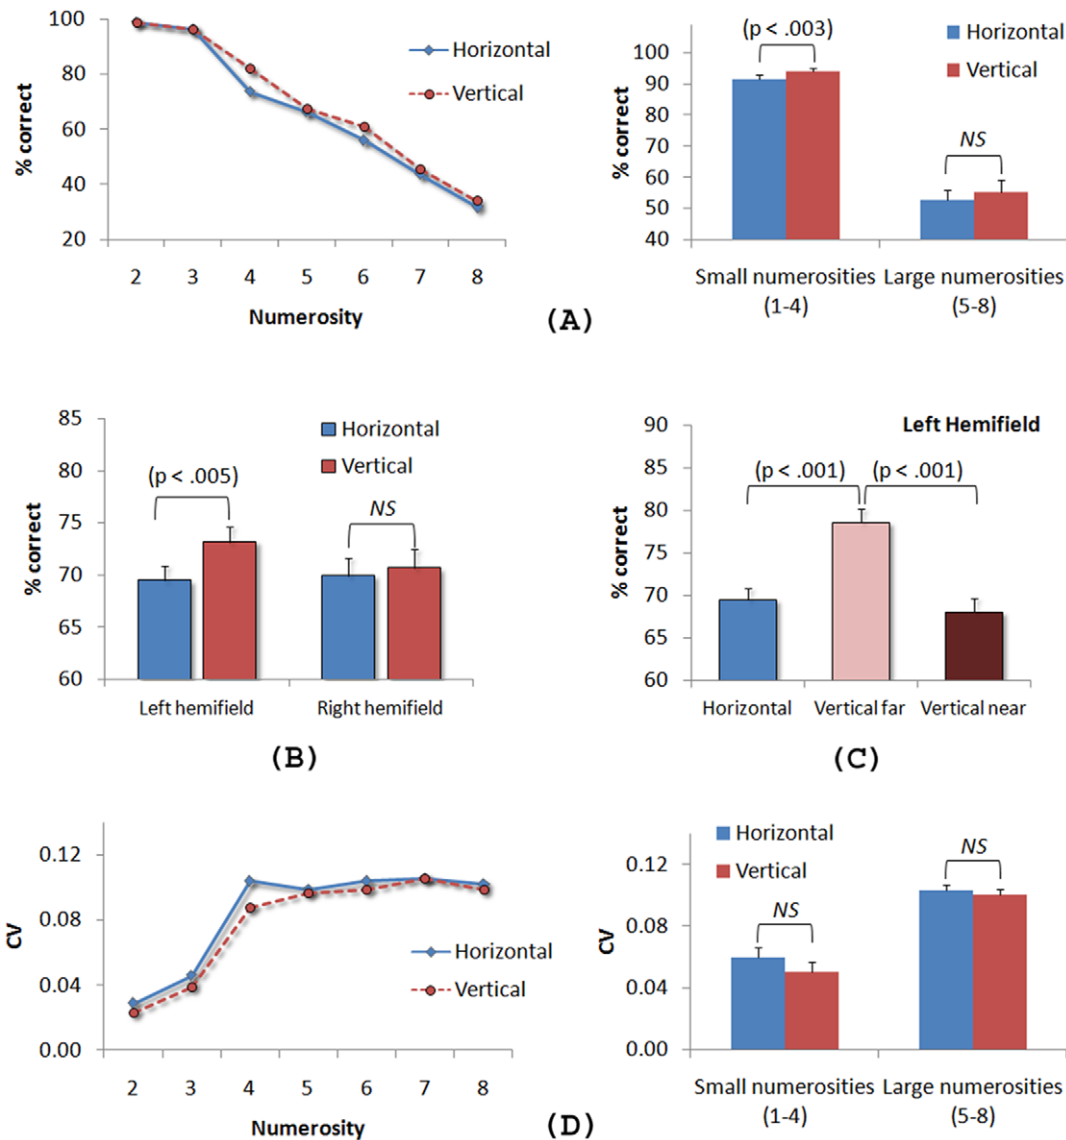 100
80
60
40
20
% correct
Horizontal
Vertical
2 3 4 5 6 7 8
Numerosity
(p < .003)
Horizontal
Vertical
100
90
80
70
60
50
40
% correct
NS
Small numerosities Large numerosities
(1-4) (5-8)
(A)
85
80
75
70
65
60
% correct
Horizontal
Vertical
(p < .005)
NS
Left hemifield Right hemifield
(B)
90
85
80
75
70
65
60
% correct
Left Hemifield
(p < .001) (p < .001)
Horizontal Vertical far Vertical near
(C)
0.12
0.08
0.04
0.00
CV
Horizontal
Vertical
2 3 4 5 6 7 8
Numerosity
Horizontal
Vertical
0.12
0.08
0.04
0.00
CV
NS
NS
Small numerosities Large numerosities
(1-4) (5-8)
(D)